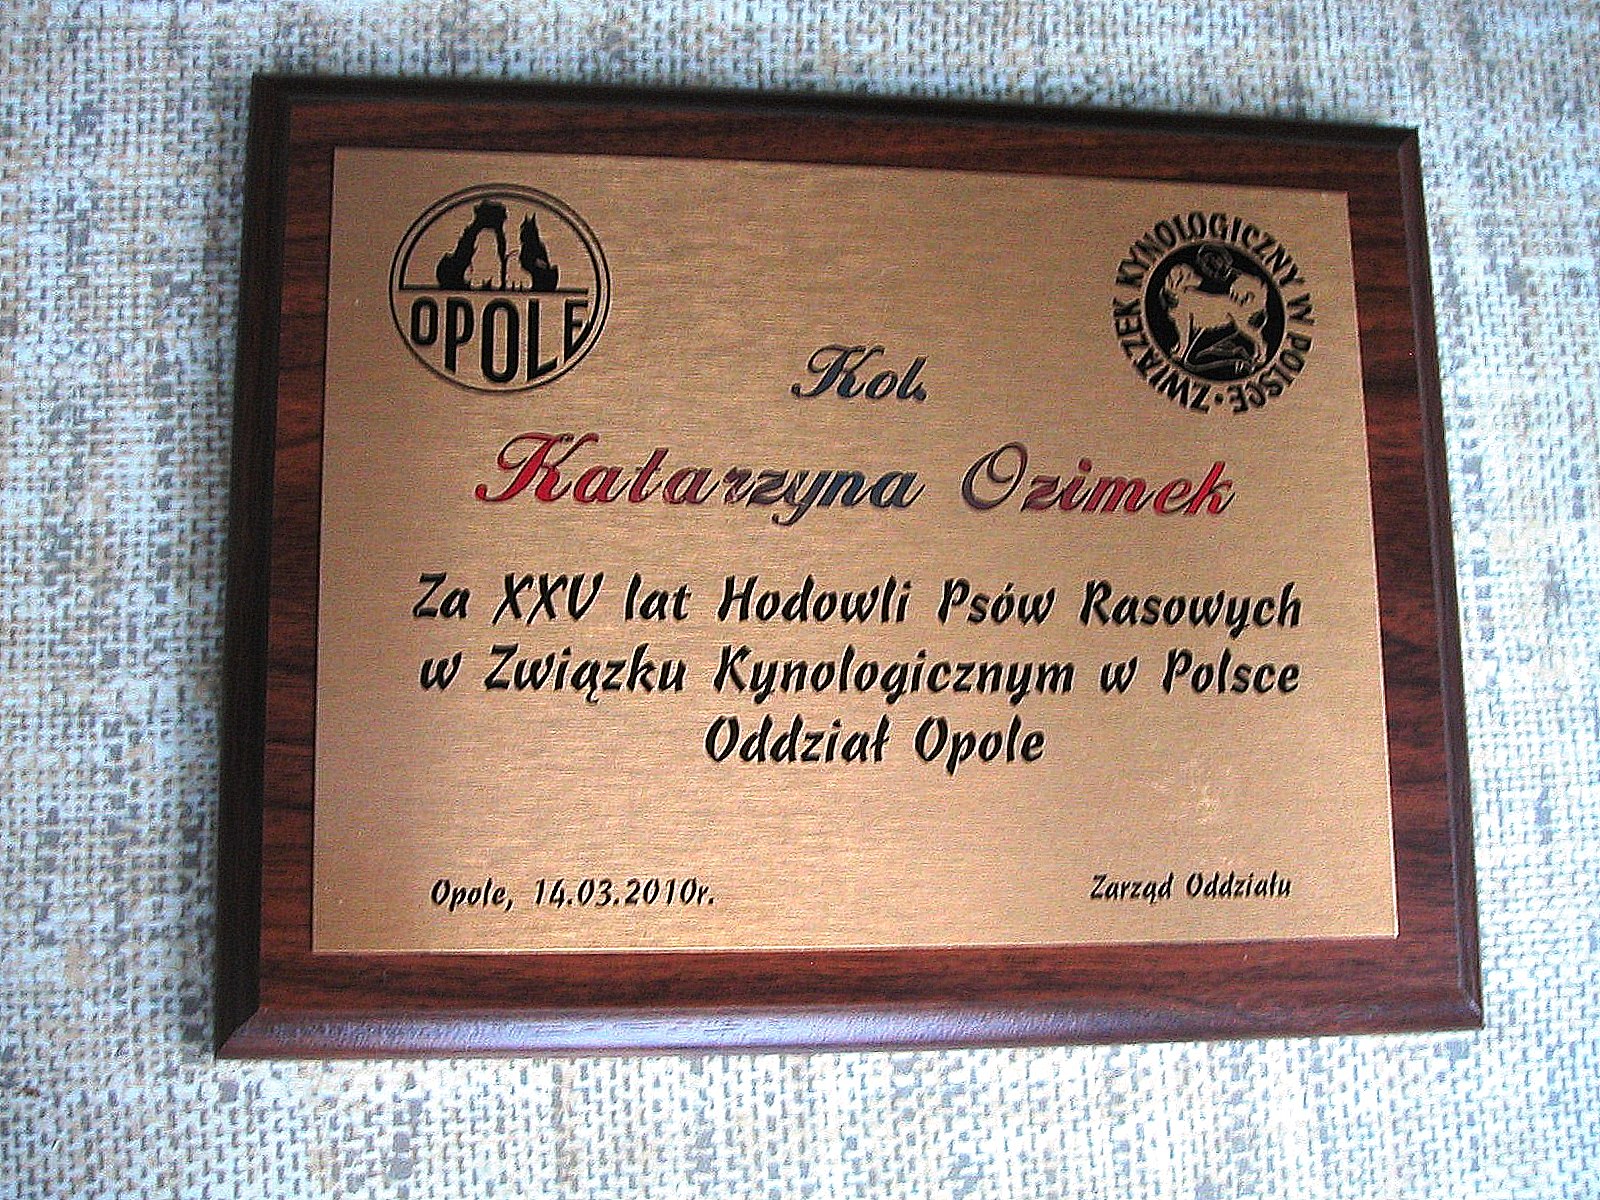 OPOLE
ZWIĄZEK KYNOLOGICZNY W POLSCE •
Kol.
Katarzyna Ozimek
Za XXV lat Hodowli Psów Rasowych
w Związku Kynologicznym w Polsce
Oddział Opole
Opole, 14.03.2010r.
Zarząd Oddziału